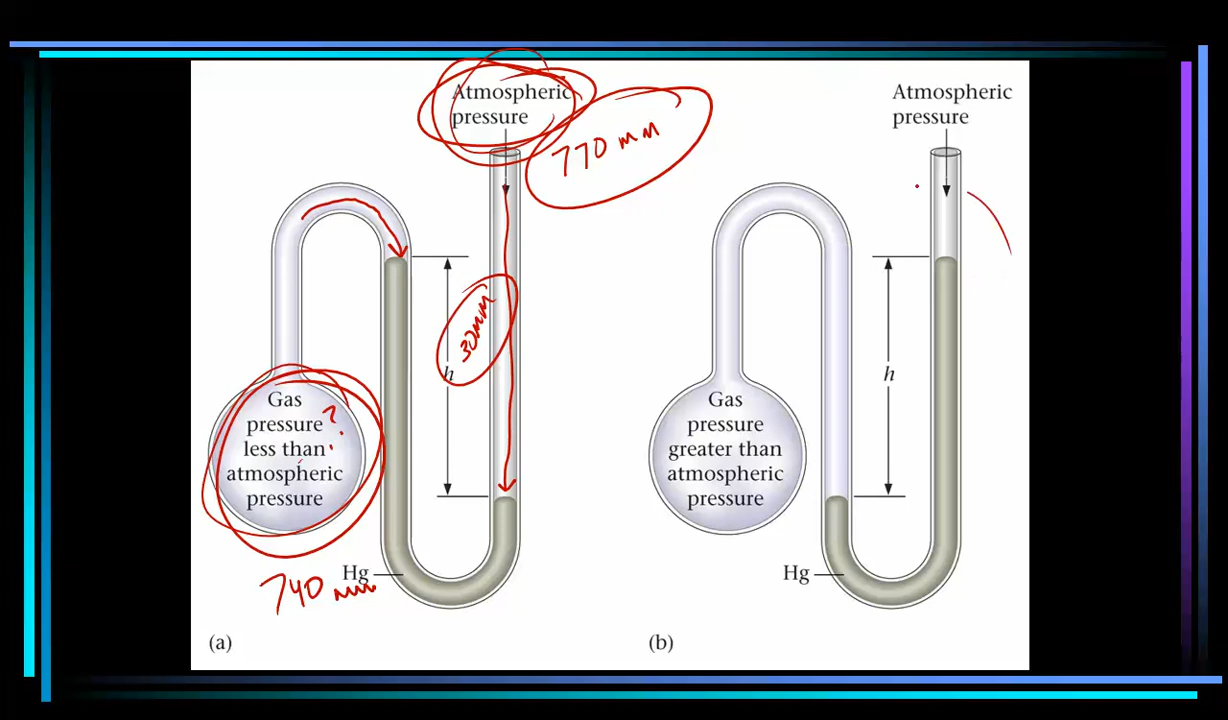 Atmospheric
pressure
770 mm
30mm
h
Gas
pressure ?
less than
atmospheric
pressure
740 mm
Hg
(a)
Atmospheric
pressure
h
Gas
pressure
greater than
atmospheric
pressure
Hg
(b)